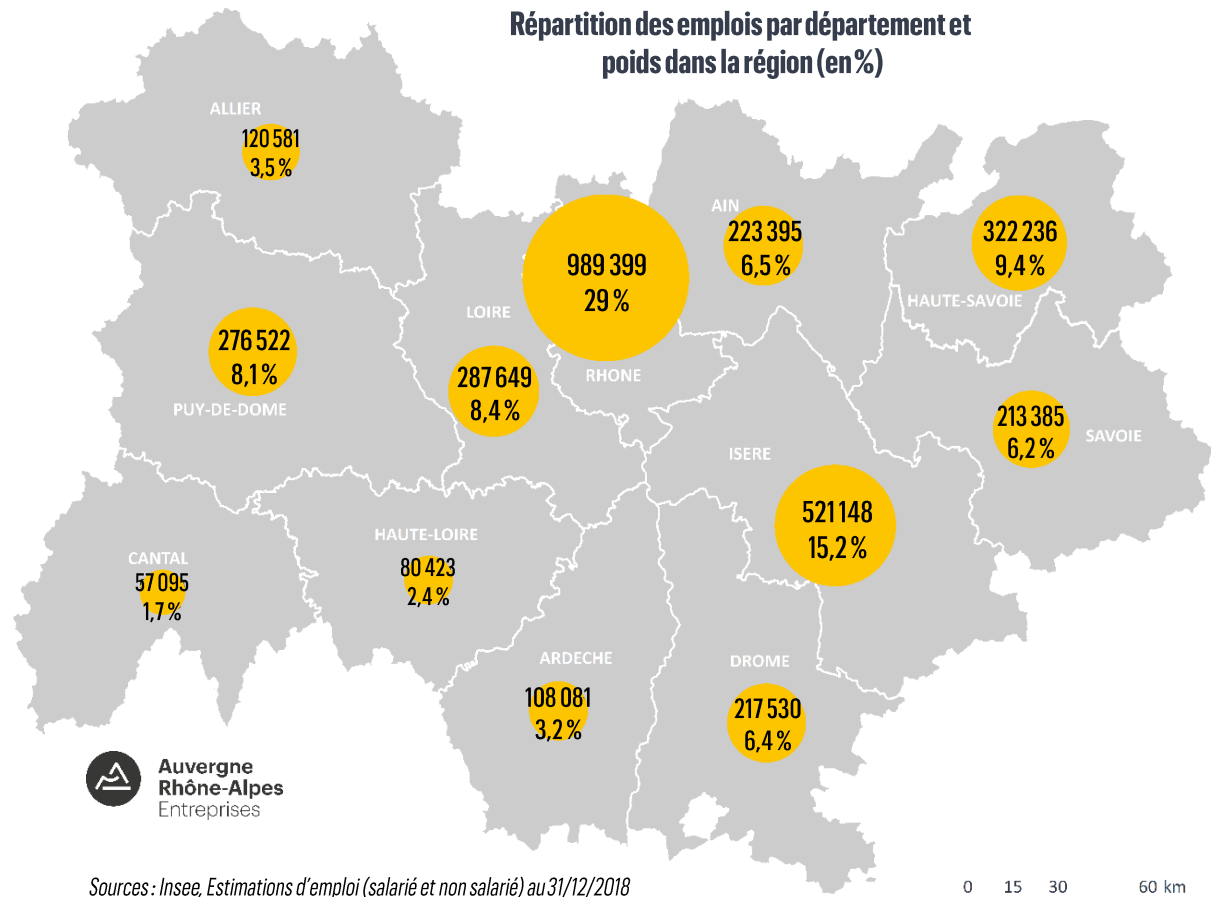 Répartition des emplois par département et
poids dans la région (en %)
ALLIER
120 581
3,5 %
AIN
223 395
6,5 %
322 236
9,4 %
HAUTE-SAVOIE
989 399
29 %
RHONE
LOIRE
287 649
8,4 %
276 522
8,1 %
PUY-DE-DOME
213 385
6,2 %
SAVOIE
ISERE
521 148
15,2 %
HAUTE-LOIRE
80 423
2,4 %
CANTAL
57 095
1,7 %
ARDECHE
108 081
3,2 %
DROME
217 530
6,4 %
Auvergne
Rhône-Alpes
Entreprises
Sources : Insee, Estimations d'emploi (salarié et non salarié) au 31/12/2018
0 15 30 60 km